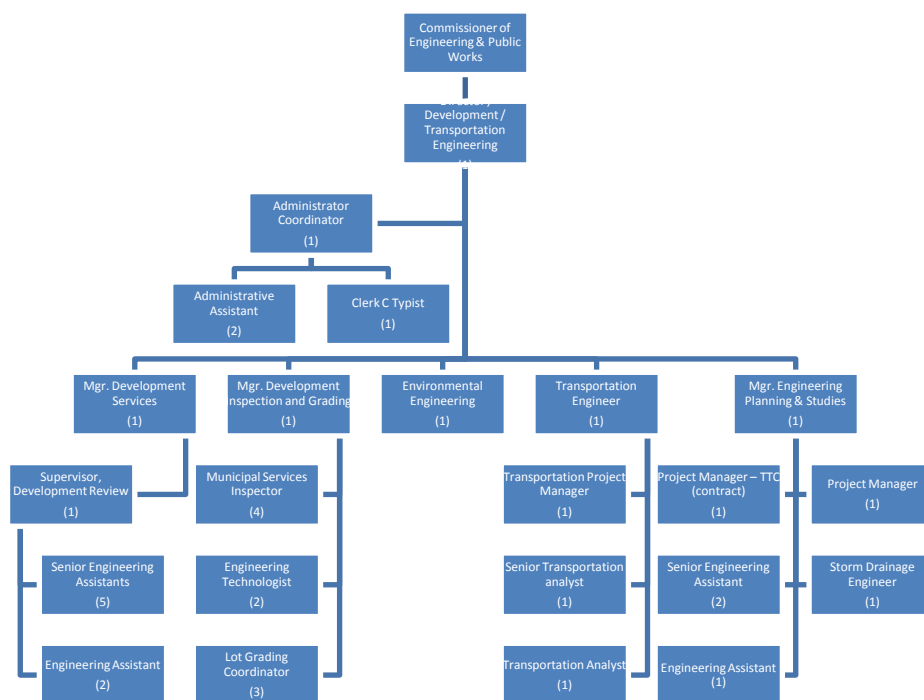 Commissioner of
Engineering & Public
Works
Director,
Development /
Transportation
Engineering
(1)
Administrator
Coordinator
(1)
Administrative
Assistant
(2)
Clerk C Typist
(1)
Mgr. Development
Services
(1)
Mgr. Development
Inspection and Grading
(1)
Environmental
Engineering
(1)
Transportation
Engineer
(1)
Mgr. Engineering
Planning & Studies
(1)
Supervisor,
Development Review
(1)
Municipal Services
Inspector
(4)
Transportation Project
Manager
(1)
Project Manager – TTC
(contract)
(1)
Project Manager
(1)
Senior Engineering
Assistants
(5)
Engineering
Technologist
(2)
Senior Transportation
analyst
(1)
Senior Engineering
Assistant
(2)
Storm Drainage
Engineer
(1)
Engineering Assistant
(2)
Lot Grading
Coordinator
(3)
Transportation Analyst
(1)
Engineering Assistant
(1)